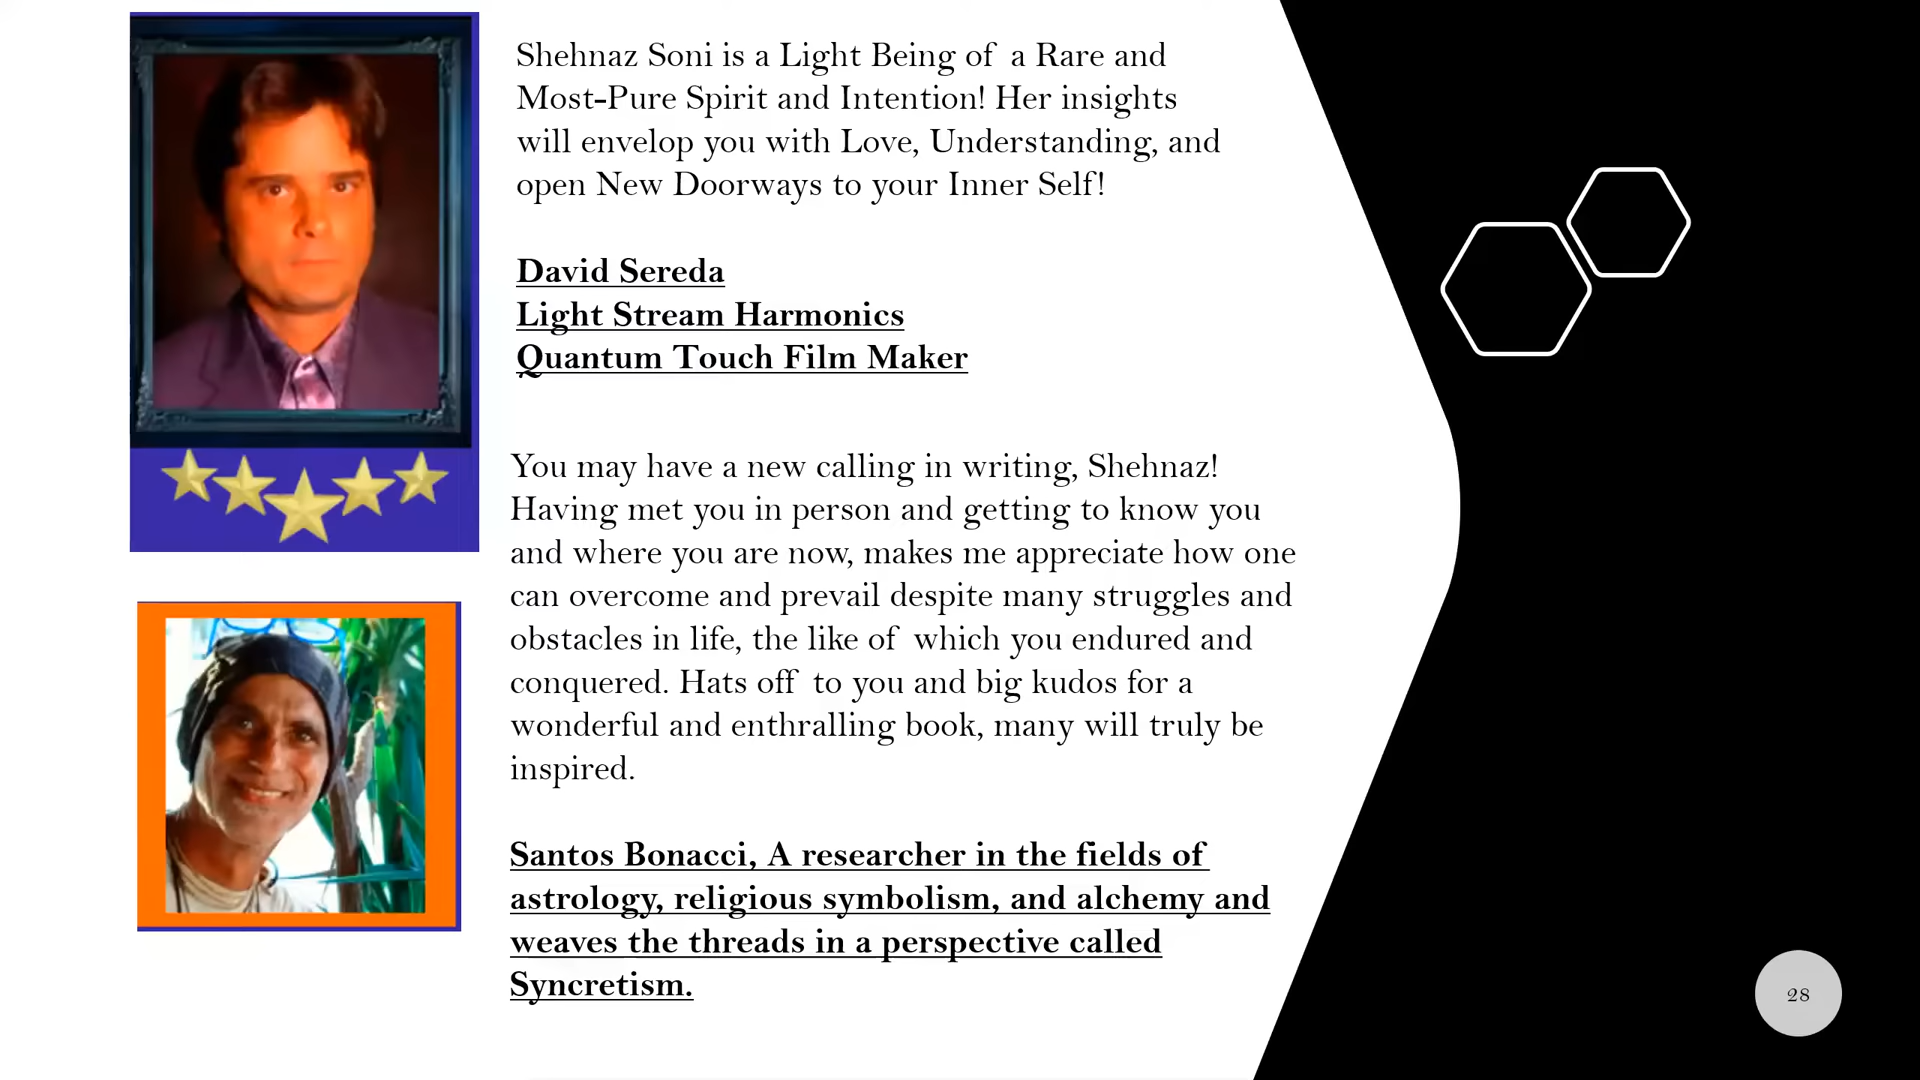 Shehnaz Soni is a Light Being of a Rare and
Most-Pure Spirit and Intention! Her insights
will envelop you with Love, Understanding, and
open New Doorways to your Inner Self!
David Sereda
Light Stream Harmonics
Quantum Touch Film Maker
You may have a new calling in writing, Shehnaz!
Having met you in person and getting to know you
and where you are now, makes me appreciate how one
can overcome and prevail despite many struggles and
obstacles in life, the like of which you endured and
conquered. Hats off to you and big kudos for a
wonderful and enthralling book, many will truly be
inspired.
Santos Bonacci, A researcher in the fields of
astrology, religious symbolism, and alchemy and
weaves the threads in a perspective called
Syncretism.
28